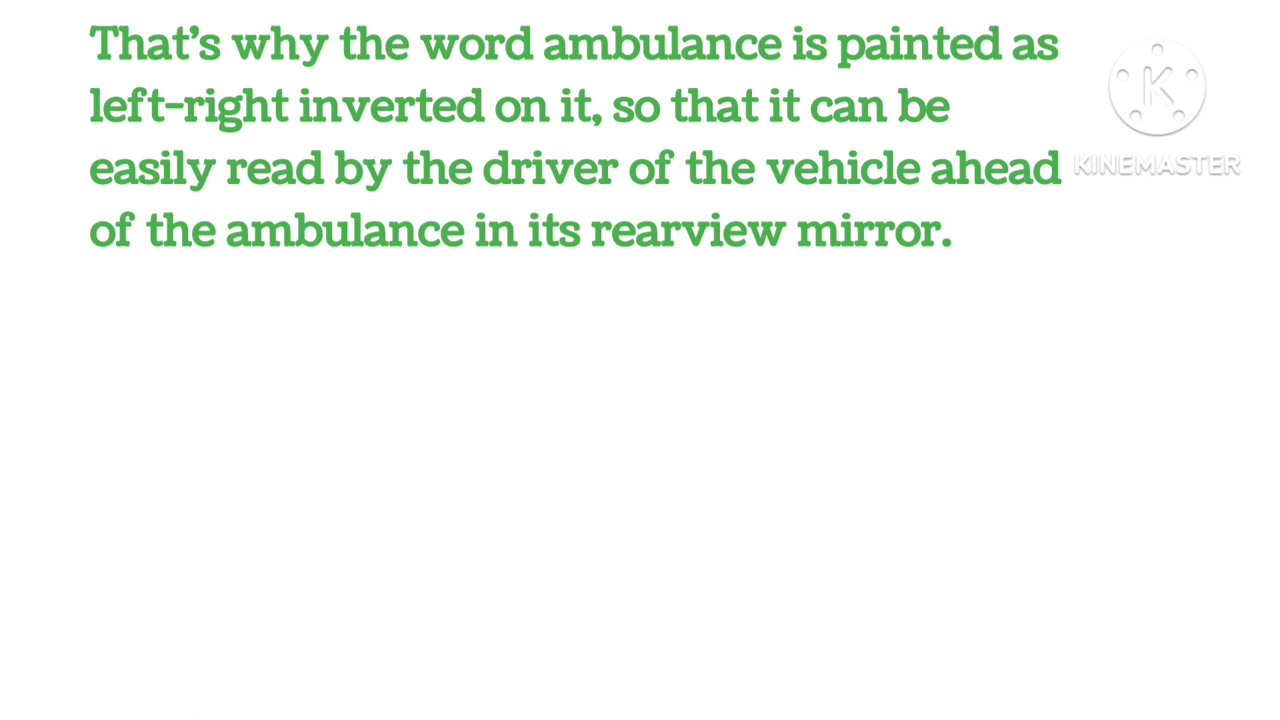 That's why the word ambulance is painted as
left-right inverted on it, so that it can be
easily read by the driver of the vehicle ahead
of the ambulance in its rearview mirror.
K
KINEMASTER